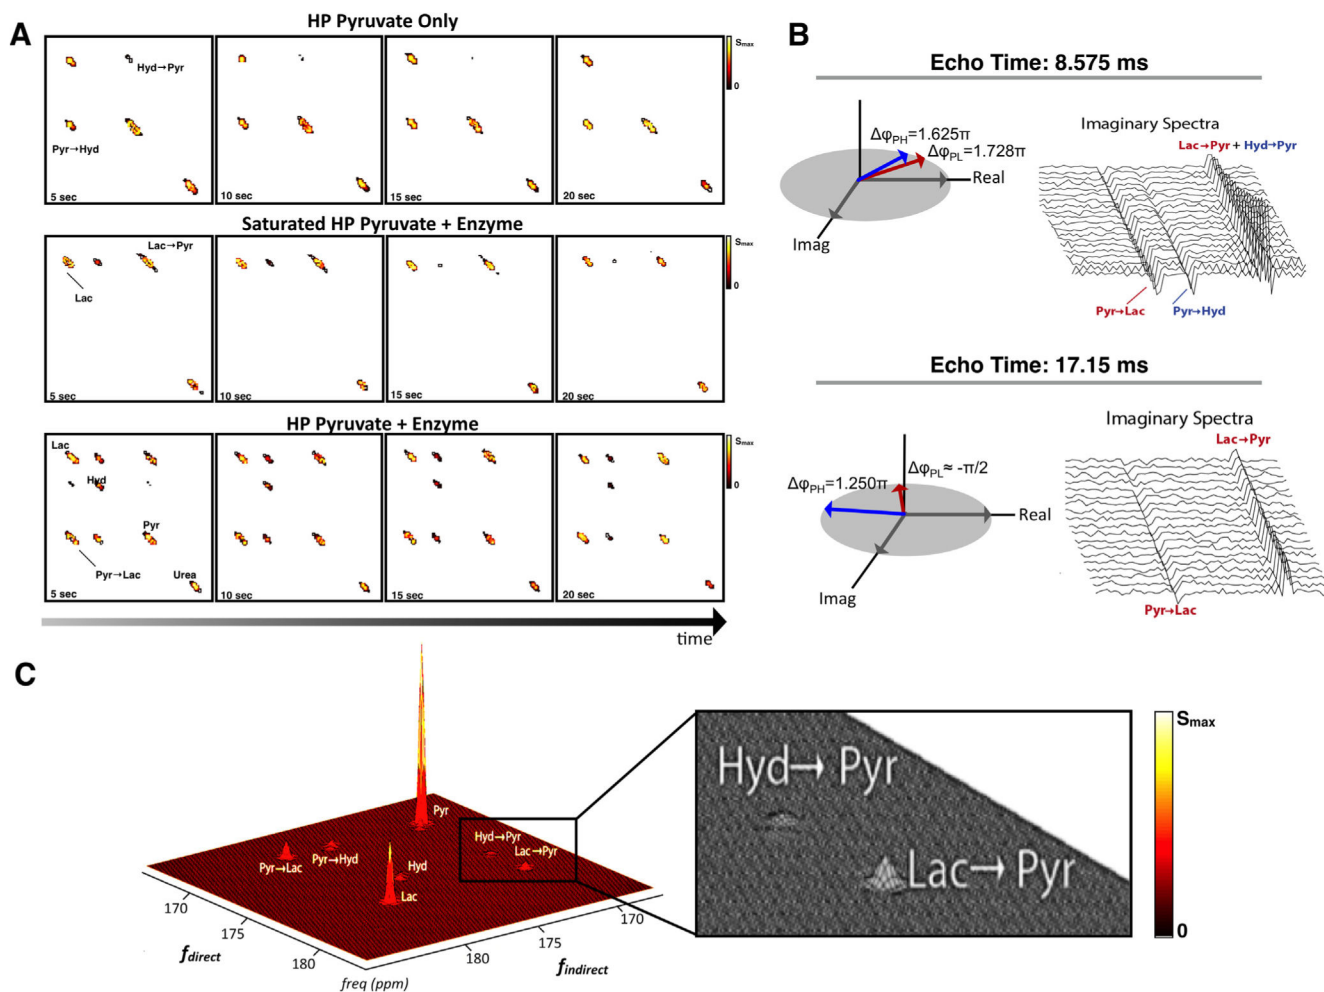 A
HP Pyruvate Only
Hyd→Pyr
Pyr→Hyd
5 sec
10 sec
15 sec
20 sec
Smax
0
Saturated HP Pyruvate + Enzyme
Lac→Pyr
Lac
5 sec
10 sec
15 sec
20 sec
Smax
0
HP Pyruvate + Enzyme
Lac
Hyd
Pyr
Pyr→Lac
Urea
5 sec
10 sec
15 sec
20 sec
Smax
0
time
B
Echo Time: 8.575 ms
ΔφPH=1.625π
ΔφPL=1.728π
Real
Imag
Imaginary Spectra
Lac→Pyr + Hyd→Pyr
Pyr→Lac
Pyr→Hyd
Echo Time: 17.15 ms
ΔφPH=1.250π
ΔφPL≈ -π/2
Real
Imag
Imaginary Spectra
Lac→Pyr
Pyr→Lac
C
Pyr
Hyd→Pyr
Lac→Pyr
Pyr→Lac
Pyr→Hyd
Hyd
Lac
170
175
180
fdirect
freq (ppm)
180
175
170
findirect
Hyd→ Pyr
Lac→ Pyr
Smax
0